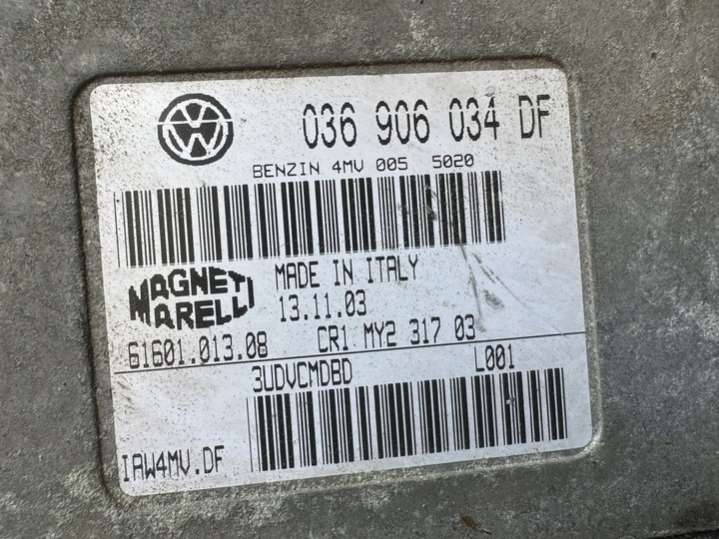 036 906 034 DF
BENZIN 4MV 005 5020
MAGNETI
MARELLI
MADE IN ITALY
13.11.03
61601.013.08
CR1 MY2 317 03
3UDVCMDBD
L001
IAW4MV.DF